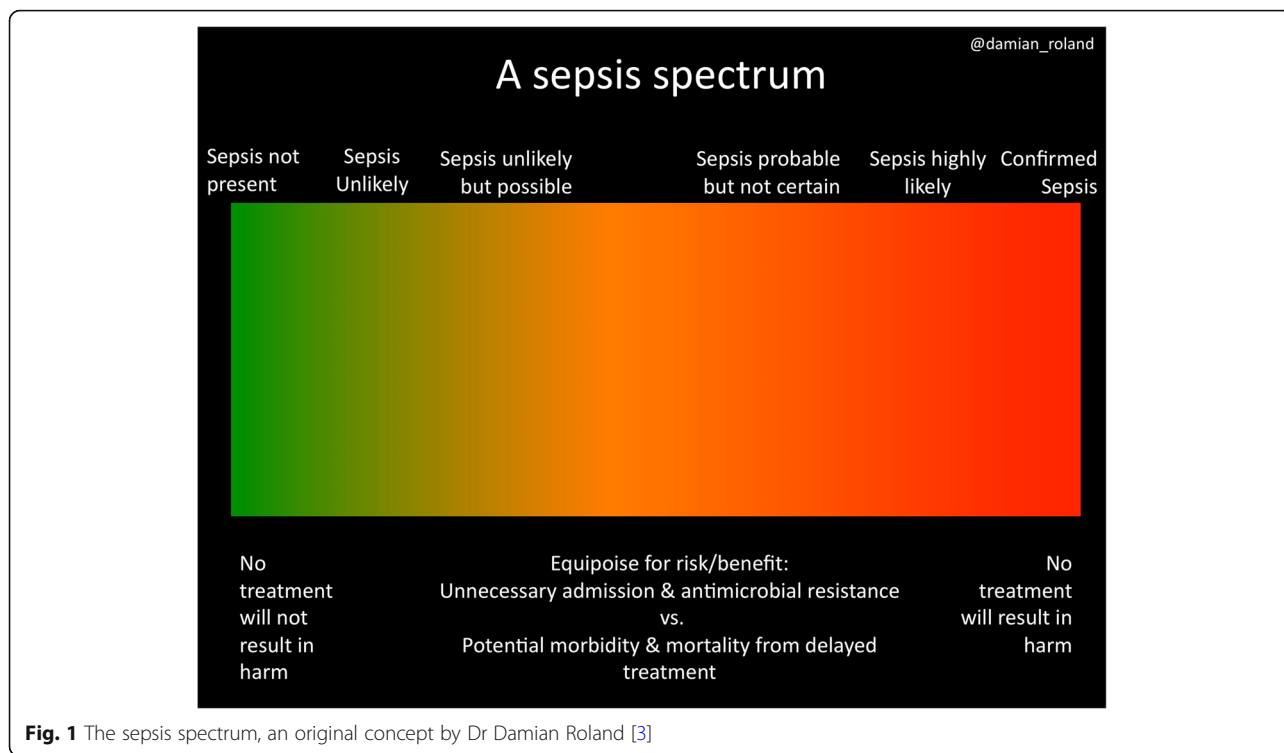 @damian_roland
A sepsis spectrum
Sepsis not
present
Sepsis
Unlikely
Sepsis unlikely
but possible
Sepsis probable
but not certain
Sepsis highly
likely
Confirmed
Sepsis
No
treatment
will not
result in
harm
Equipoise for risk/benefit:
Unnecessary admission & antimicrobial resistance
vs.
Potential morbidity & mortality from delayed
treatment
No
treatment
will result in
harm
Fig. 1 The sepsis spectrum, an original concept by Dr Damian Roland [3]